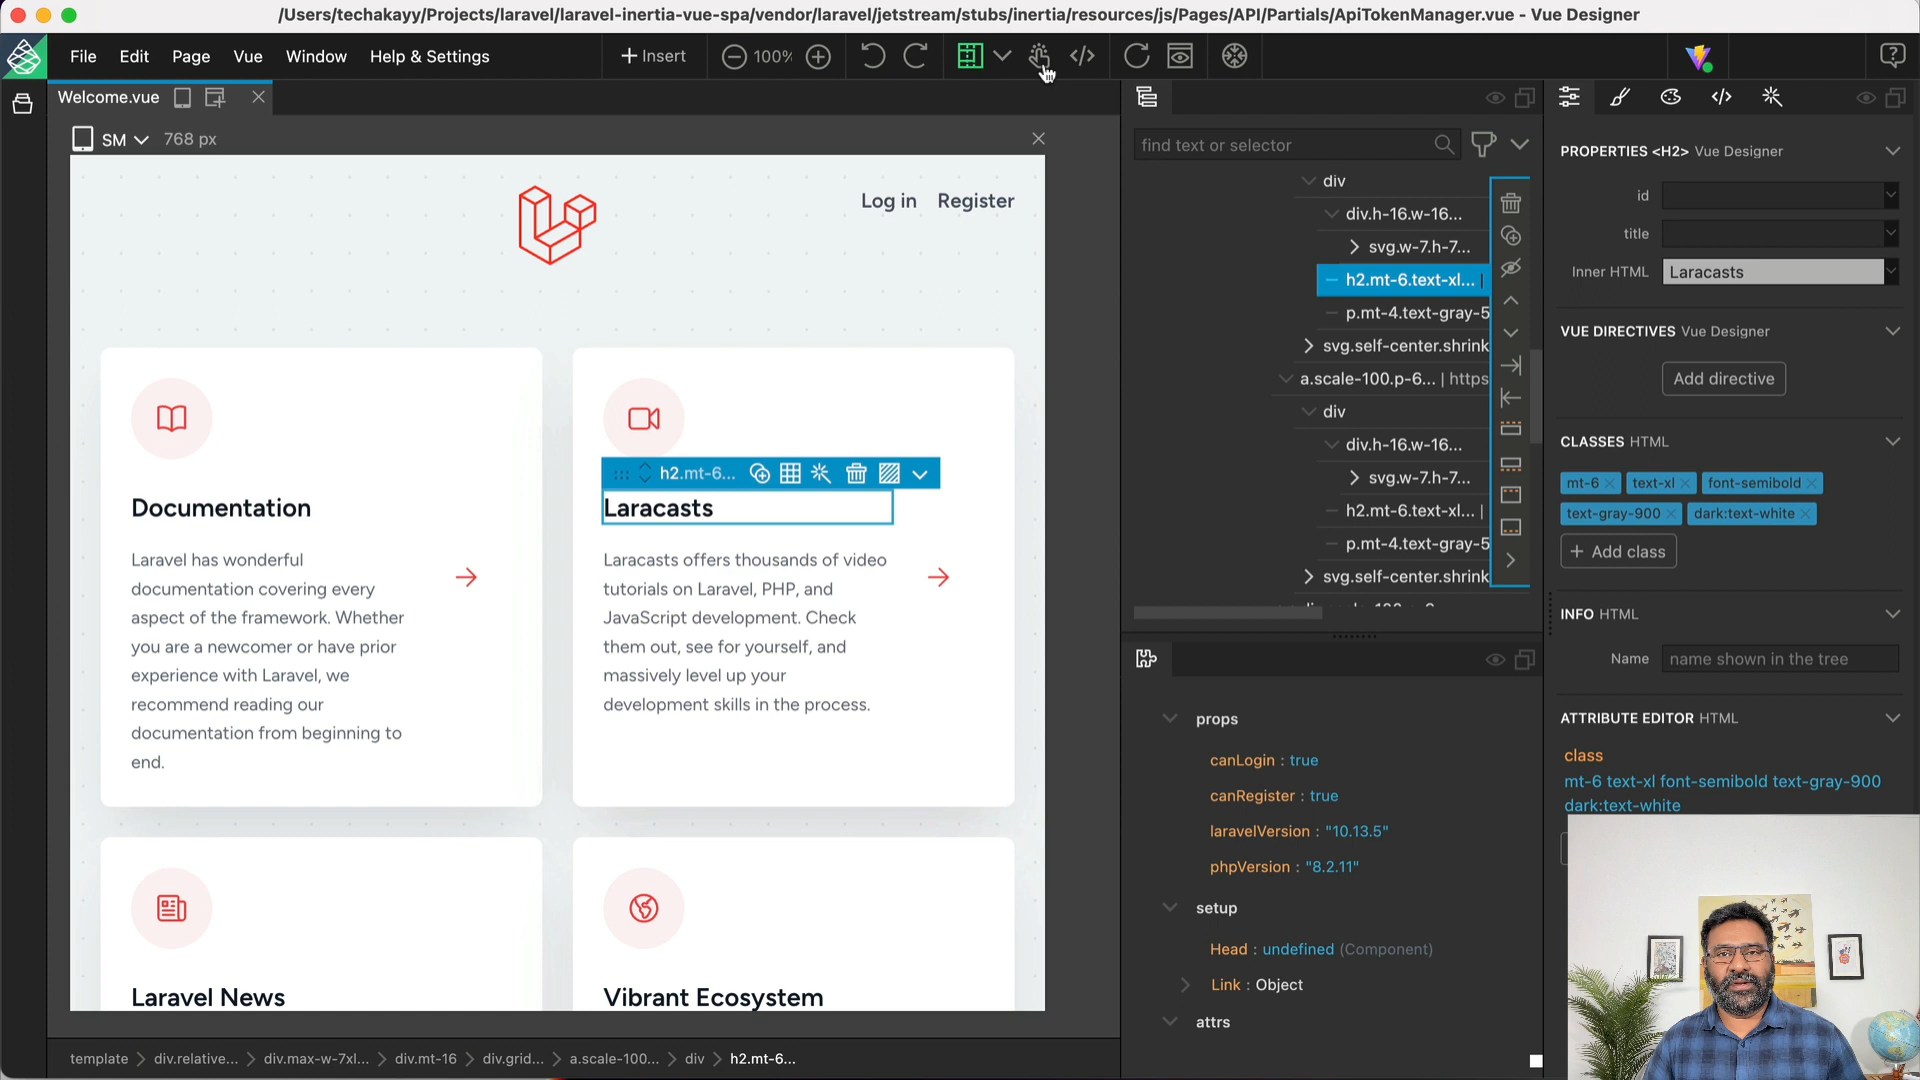 /Users/techakayy/Projects/laravel/laravel-inertia-vue-spa/vendor/laravel/jetstream/stubs/inertia/resources/js/Pages/API/Partials/ApiTokenManager.vue - Vue Designer
File Edit Page Vue Window Help & Settings
Insert
100%
Welcome.vue
SM 768 px
Log in Register
h2.mt-6...
Documentation
Laravel has wonderful
documentation covering every
aspect of the framework. Whether
you are a newcomer or have prior
experience with Laravel, we
recommend reading our
documentation from beginning to
end.
Laracasts
Laracasts offers thousands of video
tutorials on Laravel, PHP, and
JavaScript development. Check
them out, see for yourself, and
massively level up your
development skills in the process.
Laravel News
Vibrant Ecosystem
template div.relative... div.max-w-7xl... div.mt-16 div.grid... a.scale-100... div h2.mt-6...
find text or selector
div
div.h-16.w-16...
svg.w-7.h-7...
h2.mt-6.text-xl... |
p.mt-4.text-gray-5
svg.self-center.shrink
a.scale-100.p-6... | https
div
div.h-16.w-16...
svg.w-7.h-7...
h2.mt-6.text-xl... |
p.mt-4.text-gray-5
svg.self-center.shrink
props
canLogin : true
canRegister : true
laravelVersion : "10.13.5"
phpVersion : "8.2.11"
setup
Head : undefined (Component)
Link : Object
attrs
PROPERTIES <H2> Vue Designer
id
title
Inner HTML Laracasts
VUE DIRECTIVES Vue Designer
Add directive
CLASSES HTML
mt-6 text-xl font-semibold
text-gray-900 dark:text-white
+ Add class
INFO HTML
Name name shown in the tree
ATTRIBUTE EDITOR HTML
class
mt-6 text-xl font-semibold text-gray-900
dark:text-white